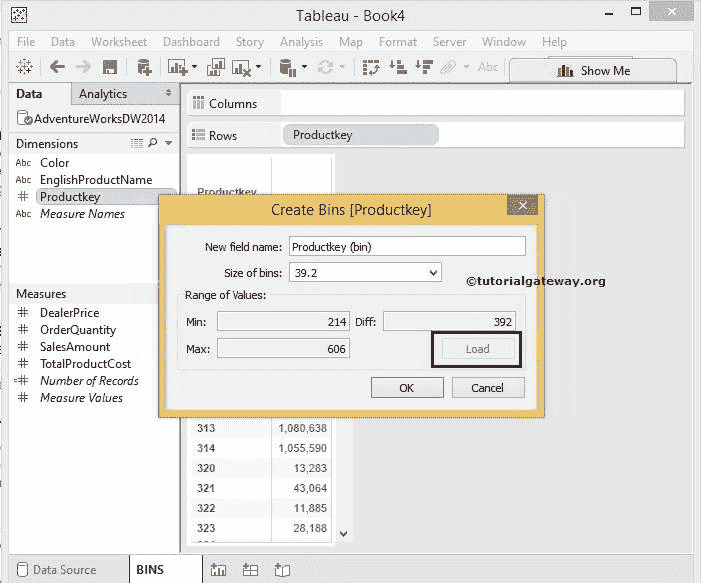 Tableau - Book4
File Data Worksheet Dashboard Story Analysis Map Format Server Window Help
Abc Show Me
Data Analytics
AdventureWorksDW2014
Dimensions
Abc Color
Abc EnglishProductName
# Productkey
Abc Measure Names
Measures
# DealerPrice
# OrderQuantity
# SalesAmount
# TotalProductCost
=# Number of Records
# Measure Values
Columns
Rows Productkey
Productkey
Create Bins [Productkey]
New field name: Productkey (bin)
Size of bins: 39.2
©tutorialgateway.org
Range of Values:
Min: 214 Diff: 392
Max: 606 Load
OK Cancel
313 1,080,638
314 1,055,590
320 13,283
321 43,064
322 11,885
323 28,188
Data Source BINS